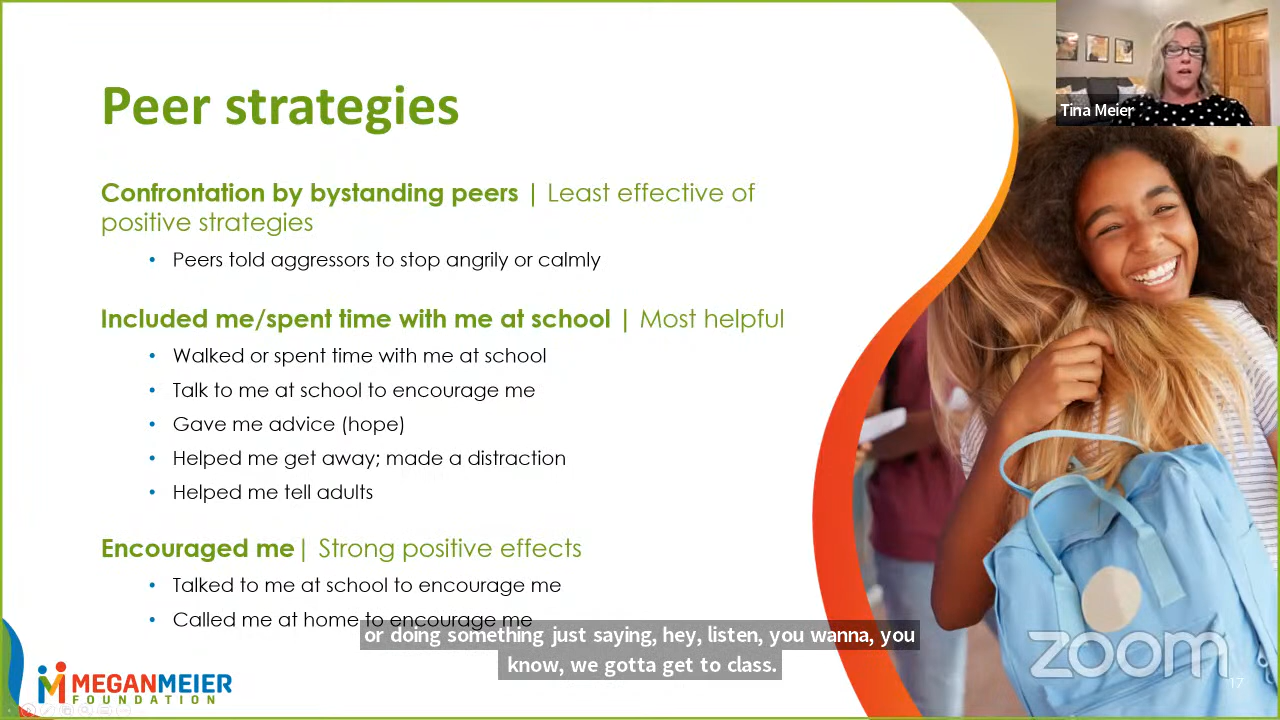 Peer strategies
Tina Meier
Confrontation by bystanding peers | Least effective of
positive strategies
• Peers told aggressors to stop angrily or calmly
Included me/spent time with me at school | Most helpful
• Walked or spent time with me at school
• Talk to me at school to encourage me
• Gave me advice (hope)
• Helped me get away; made a distraction
• Helped me tell adults
Encouraged me| Strong positive effects
• Talked to me at school to encourage me
• Called me at home to encourage me
or doing something just saying, hey, listen, you wanna, you
know, we gotta get to class.
MEGANMEIER
FOUNDATION
zoom
17